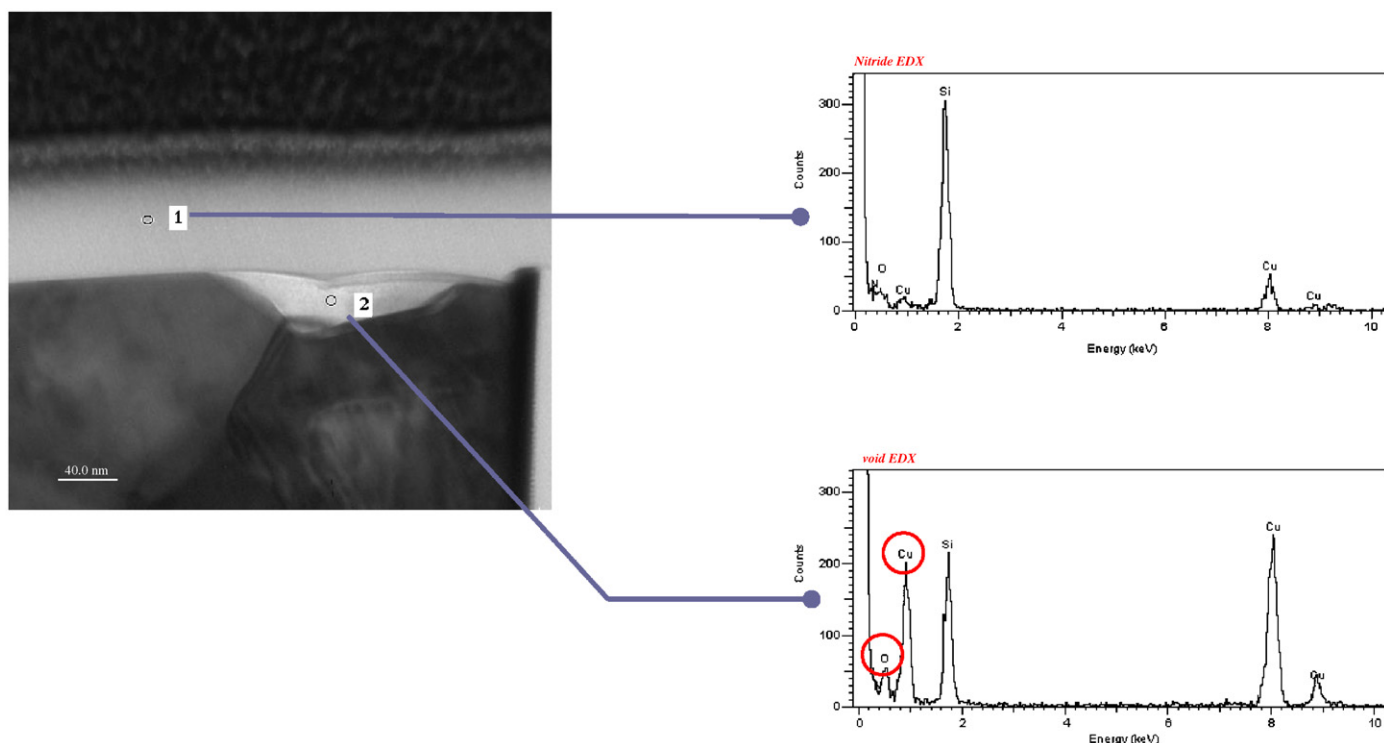 1
2
40.0 nm
Nitride EDX
Counts
300
200
100
0
Si
O
N
Cu
Cu
Cu
0
2
4
6
8
10
Energy (keV)
void EDX
Counts
300
200
100
0
Cu
O
Si
Cu
Cu
0
2
4
6
8
10
Energy (keV)